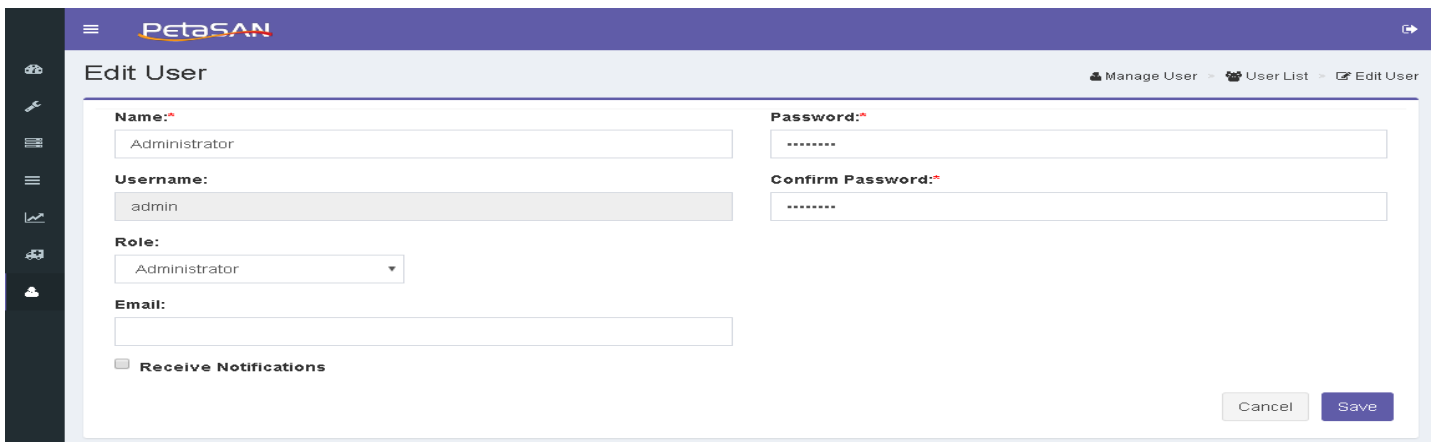 PetaSAN
Edit User
Manage User > User List > Edit User
Name:*
Administrator
Password:*
••••••••
Username:
admin
Confirm Password:*
••••••••
Role:
Administrator
Email:
Receive Notifications
Cancel
Save